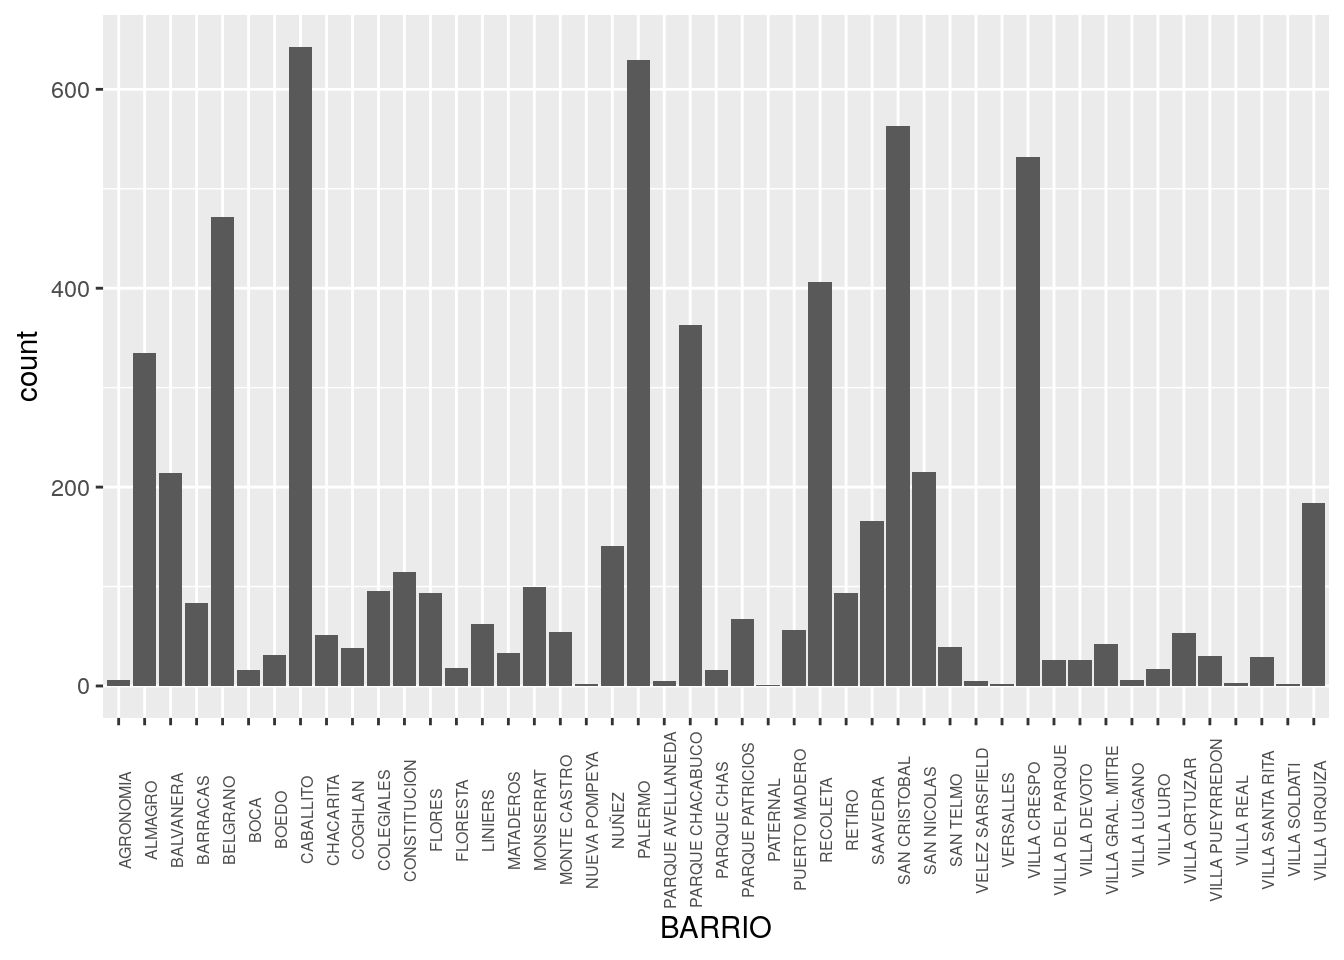 count
600
400
200
0
AGRONOMIA
ALMAGRO
BALVANERA
BARRACAS
BELGRANO
BOCA
BOEDO
CABALLITO
CHACARITA
COGHLAN
COLEGIALES
CONSTITUCION
FLORES
FLORESTA
LINIERS
MATADEROS
MONSERRAT
MONTE CASTRO
NUEVA POMPEYA
NUÑEZ
PALERMO
PARQUE AVELLANEDA
PARQUE CHACABUCO
PARQUE CHAS
PARQUE PATRICIOS
PATERNAL
PUERTO MADERO
RECOLETA
RETIRO
SAAVEDRA
SAN CRISTOBAL
SAN NICOLAS
SAN TELMO
VELEZ SARSFIELD
VERSALLES
VILLA CRESPO
VILLA DEL PARQUE
VILLA DEVOTO
VILLA GRAL. MITRE
VILLA LUGANO
VILLA LURO
VILLA ORTUZAR
VILLA PUEYRREDON
VILLA REAL
VILLA SANTA RITA
VILLA SOLDATI
VILLA URQUIZA
BARRIO